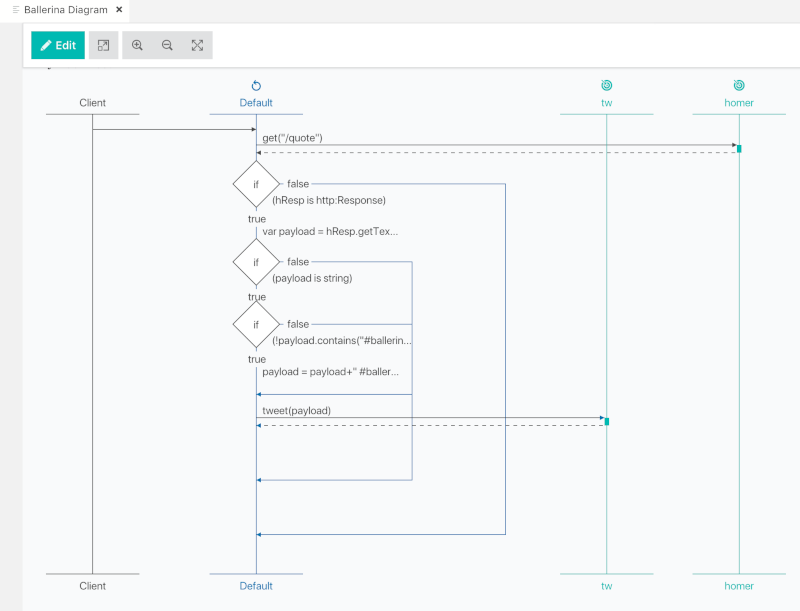 Ballerina Diagram
Edit
Client
Default
tw
homer
get("/quote")
if
false
(hResp is http:Response)
true
var payload = hResp.getTex...
if
false
(payload is string)
true
if
false
(!payload.contains("#ballerin...
true
payload = payload+" #baller...
tweet(payload)
Client
Default
tw
homer